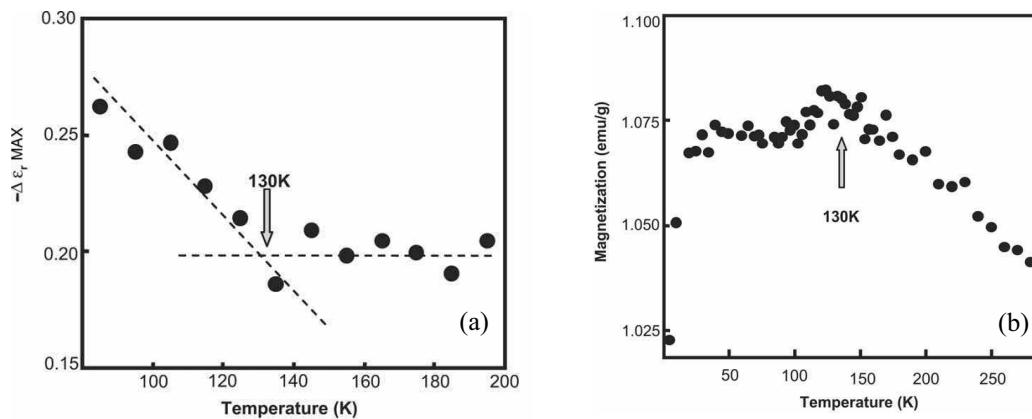 0.30
0.25
0.20
0.15
–Δ εr MAX
130K
(a)
100 120 140 160 180 200
Temperature (K)
1.100
1.075
1.050
1.025
Magnetization (emu/g)
130K
(b)
50 100 150 200 250
Temperature (K)